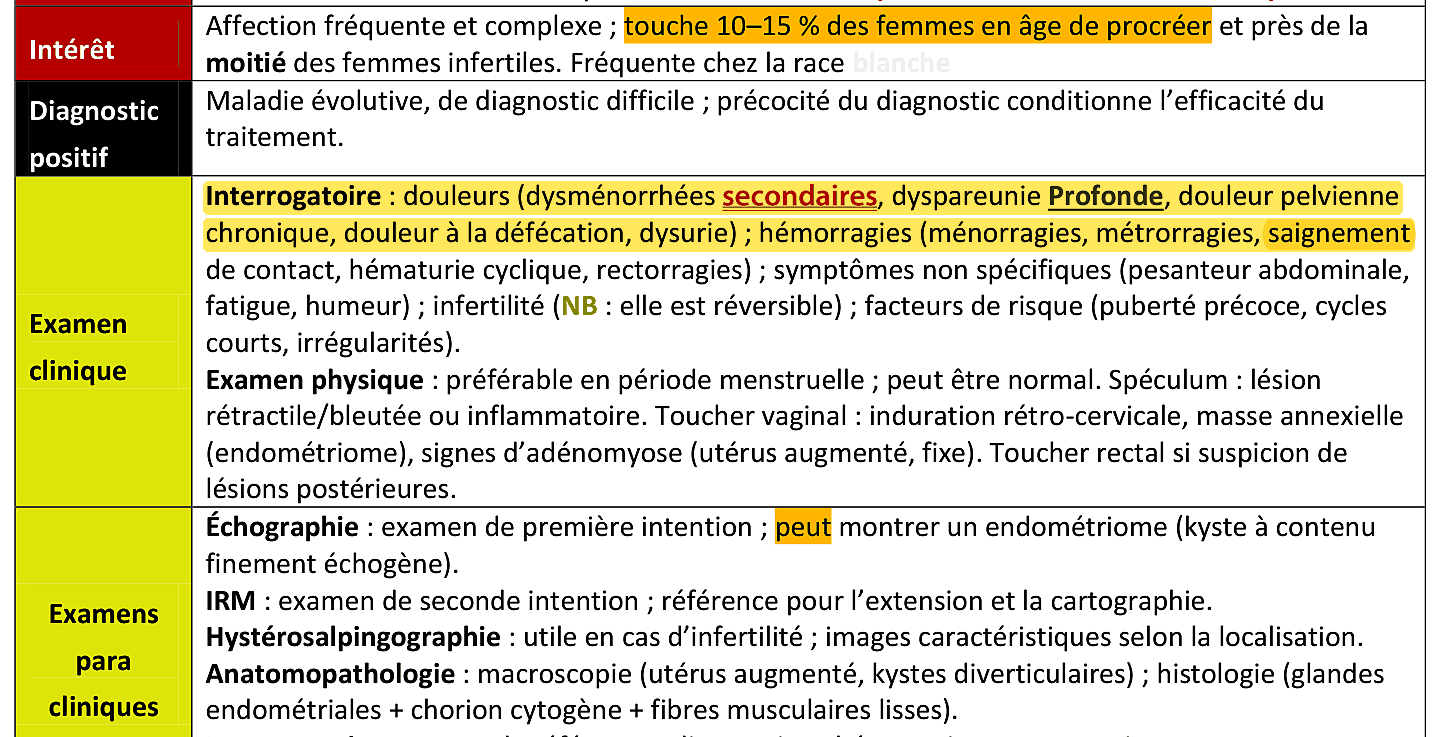 Intérêt
Affection fréquente et complexe ; touche 10–15 % des femmes en âge de procréer et près de la
moitié des femmes infertiles. Fréquente chez la race blanche
Diagnostic
positif
Maladie évolutive, de diagnostic difficile ; précocité du diagnostic conditionne l’efficacité du
traitement.
Examen
clinique
Interrogatoire : douleurs (dysménorrhées secondaires, dyspareunie Profonde, douleur pelvienne
chronique, douleur à la défécation, dysurie) ; hémorragies (ménorragies, métrorragies, saignement
de contact, hématurie cyclique, rectorragies) ; symptômes non spécifiques (pesanteur abdominale,
fatigue, humeur) ; infertilité (NB : elle est réversible) ; facteurs de risque (puberté précoce, cycles
courts, irrégularités).
Examen physique : préférable en période menstruelle ; peut être normal. Spéculum : lésion
rétractile/bleutée ou inflammatoire. Toucher vaginal : induration rétro-cervicale, masse annexielle
(endométriome), signes d’adénomyose (utérus augmenté, fixe). Toucher rectal si suspicion de
lésions postérieures.
Examens
para
cliniques
Échographie : examen de première intention ; peut montrer un endométriome (kyste à contenu
finement échogène).
IRM : examen de seconde intention ; référence pour l’extension et la cartographie.
Hystérosalpingographie : utile en cas d’infertilité ; images caractéristiques selon la localisation.
Anatomopathologie : macroscopie (utérus augmenté, kystes diverticulaires) ; histologie (glandes
endométriales + chorion cytogène + fibres musculaires lisses).